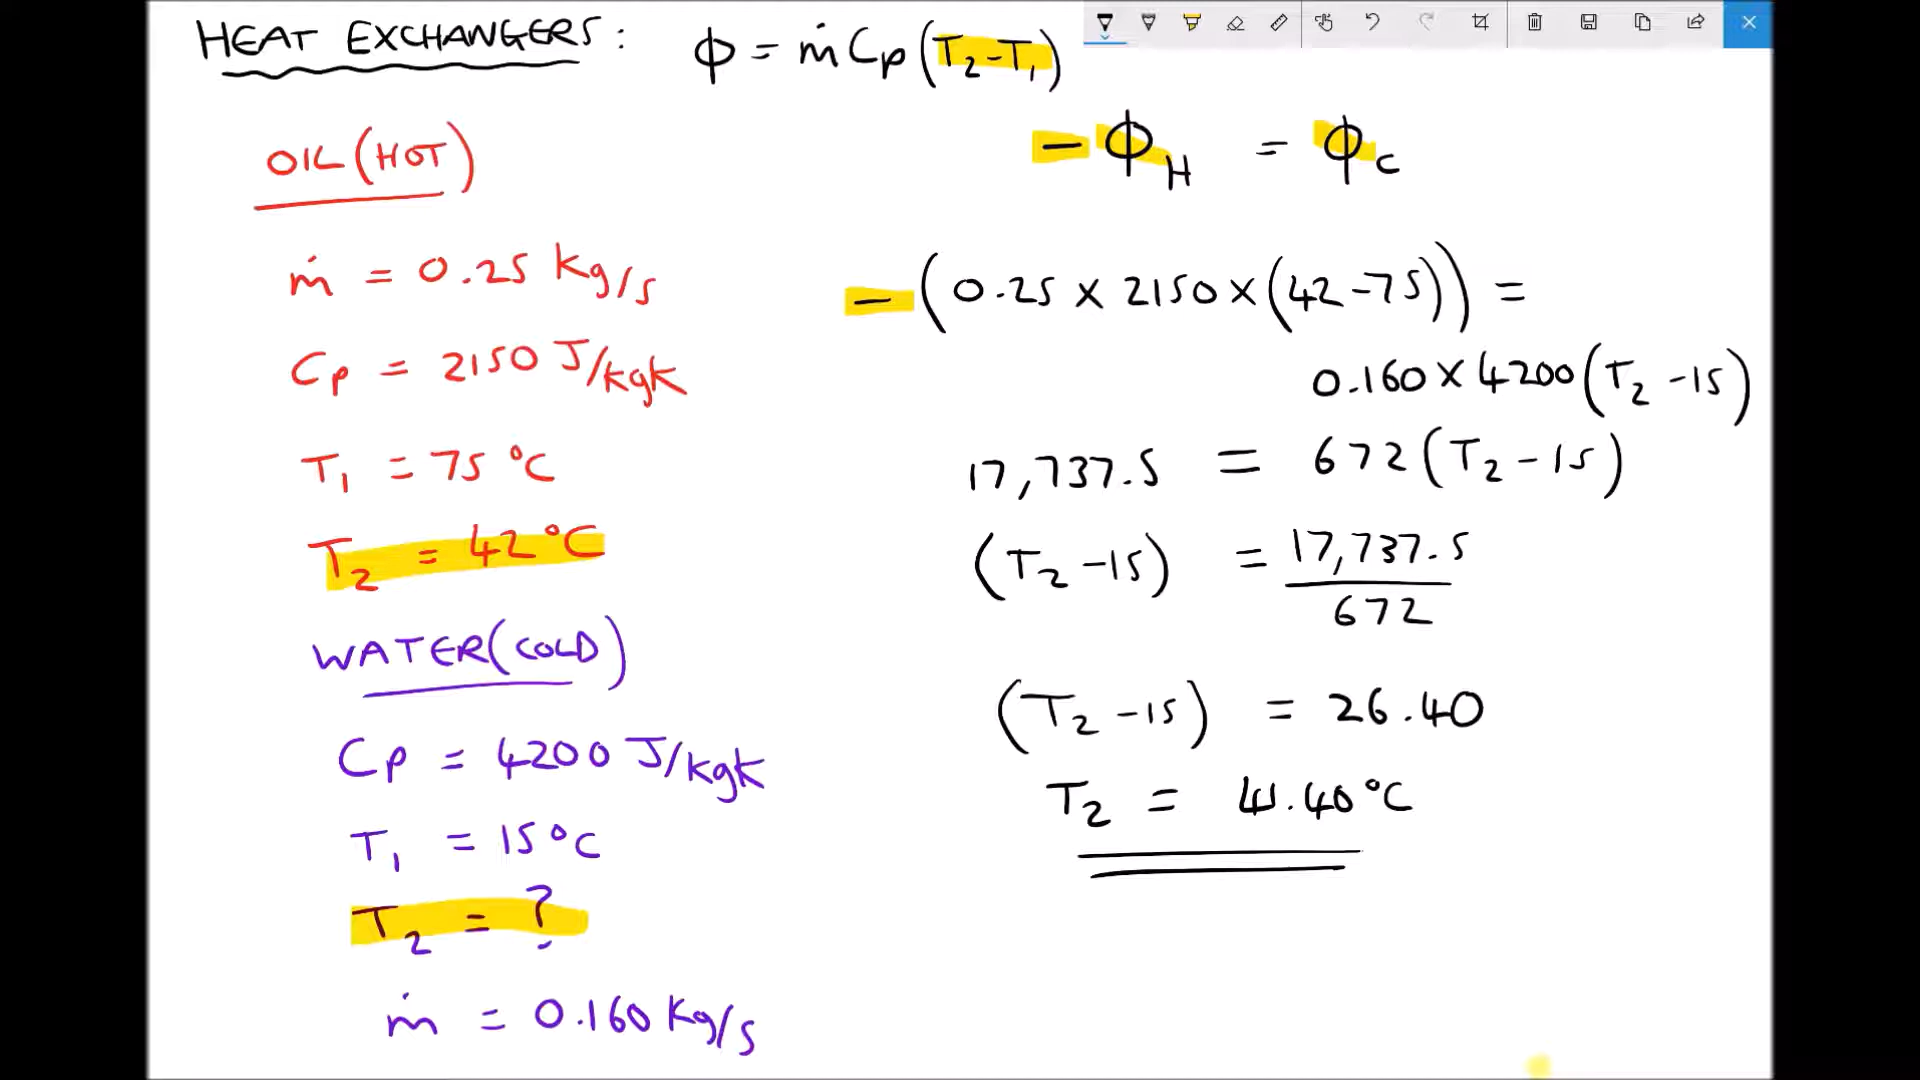 HEAT EXCHANGERS: ϕ = ṁ Cp (T₂-T₁)
OIL (HOT)
ṁ = 0.25 kg/s
Cp = 2150 J/kgK
T₁ = 75 °C
T₂ = 42 °C
WATER (COLD)
Cp = 4200 J/kgK
T₁ = 15 °C
T₂ = ?
ṁ = 0.160 kg/s
- ϕH = ϕC
- (0.25 × 2150 × (42 - 75)) =
0.160 × 4200 (T₂ - 15)
17,737.5 = 672 (T₂ - 15)
(T₂ - 15) = 17,737.5
672
(T₂ - 15) = 26.40
T₂ = 41.40 °C